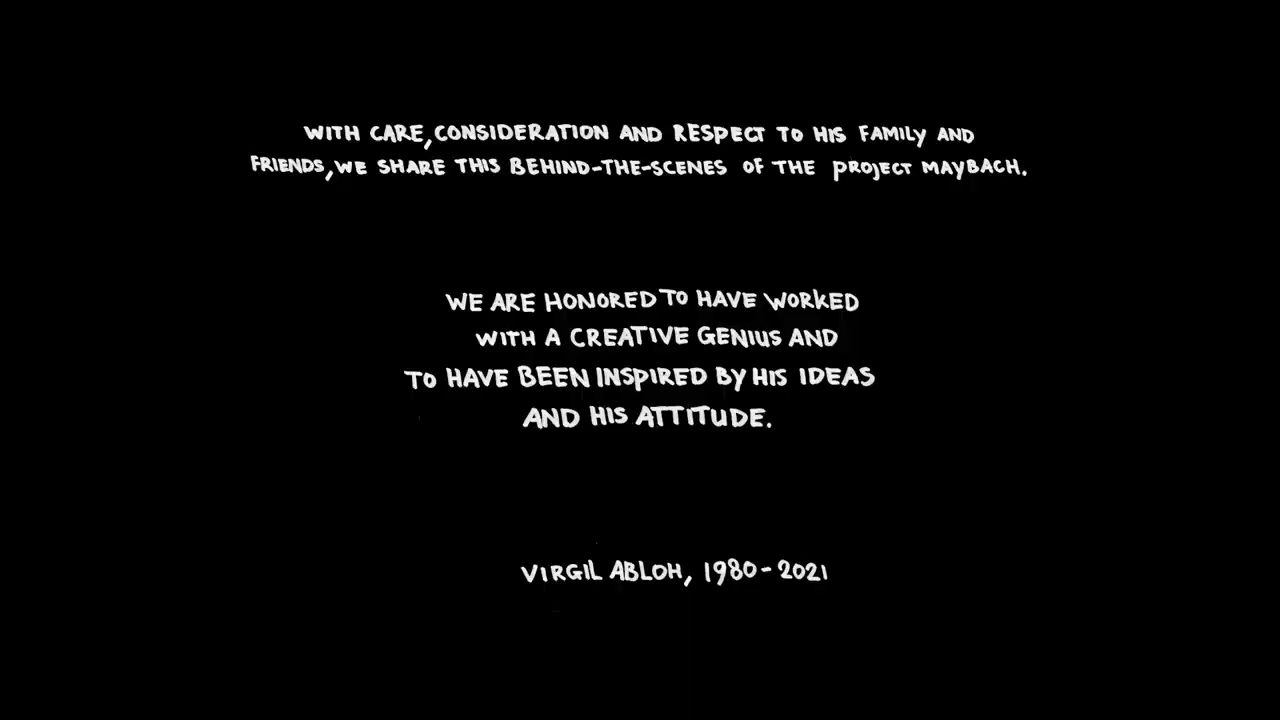 WITH CARE, CONSIDERATION AND RESPECT TO HIS FAMILY AND
FRIENDS, WE SHARE THIS BEHIND-THE-SCENES OF THE PROJECT MAYBACH.
WE ARE HONORED TO HAVE WORKED
WITH A CREATIVE GENIUS AND
TO HAVE BEEN INSPIRED BY HIS IDEAS
AND HIS ATTITUDE.
VIRGIL ABLOH, 1980-2021